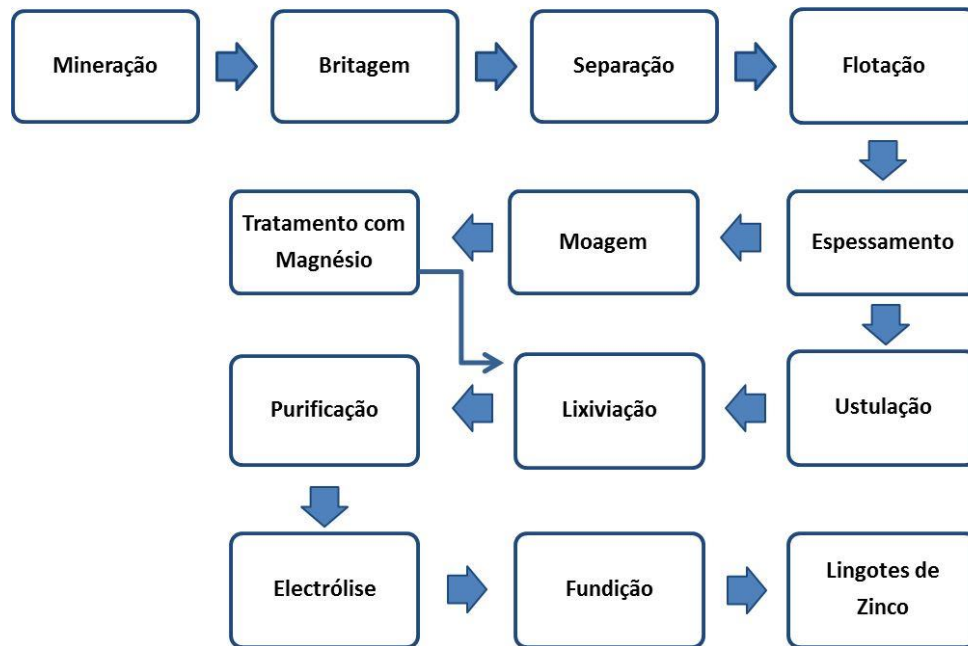 Mineração
Britagem
Separação
Flotação
Tratamento com
Magnésio
Moagem
Espessamento
Purificação
Lixiviação
Ustulação
Electrólise
Fundição
Lingotes de
Zinco